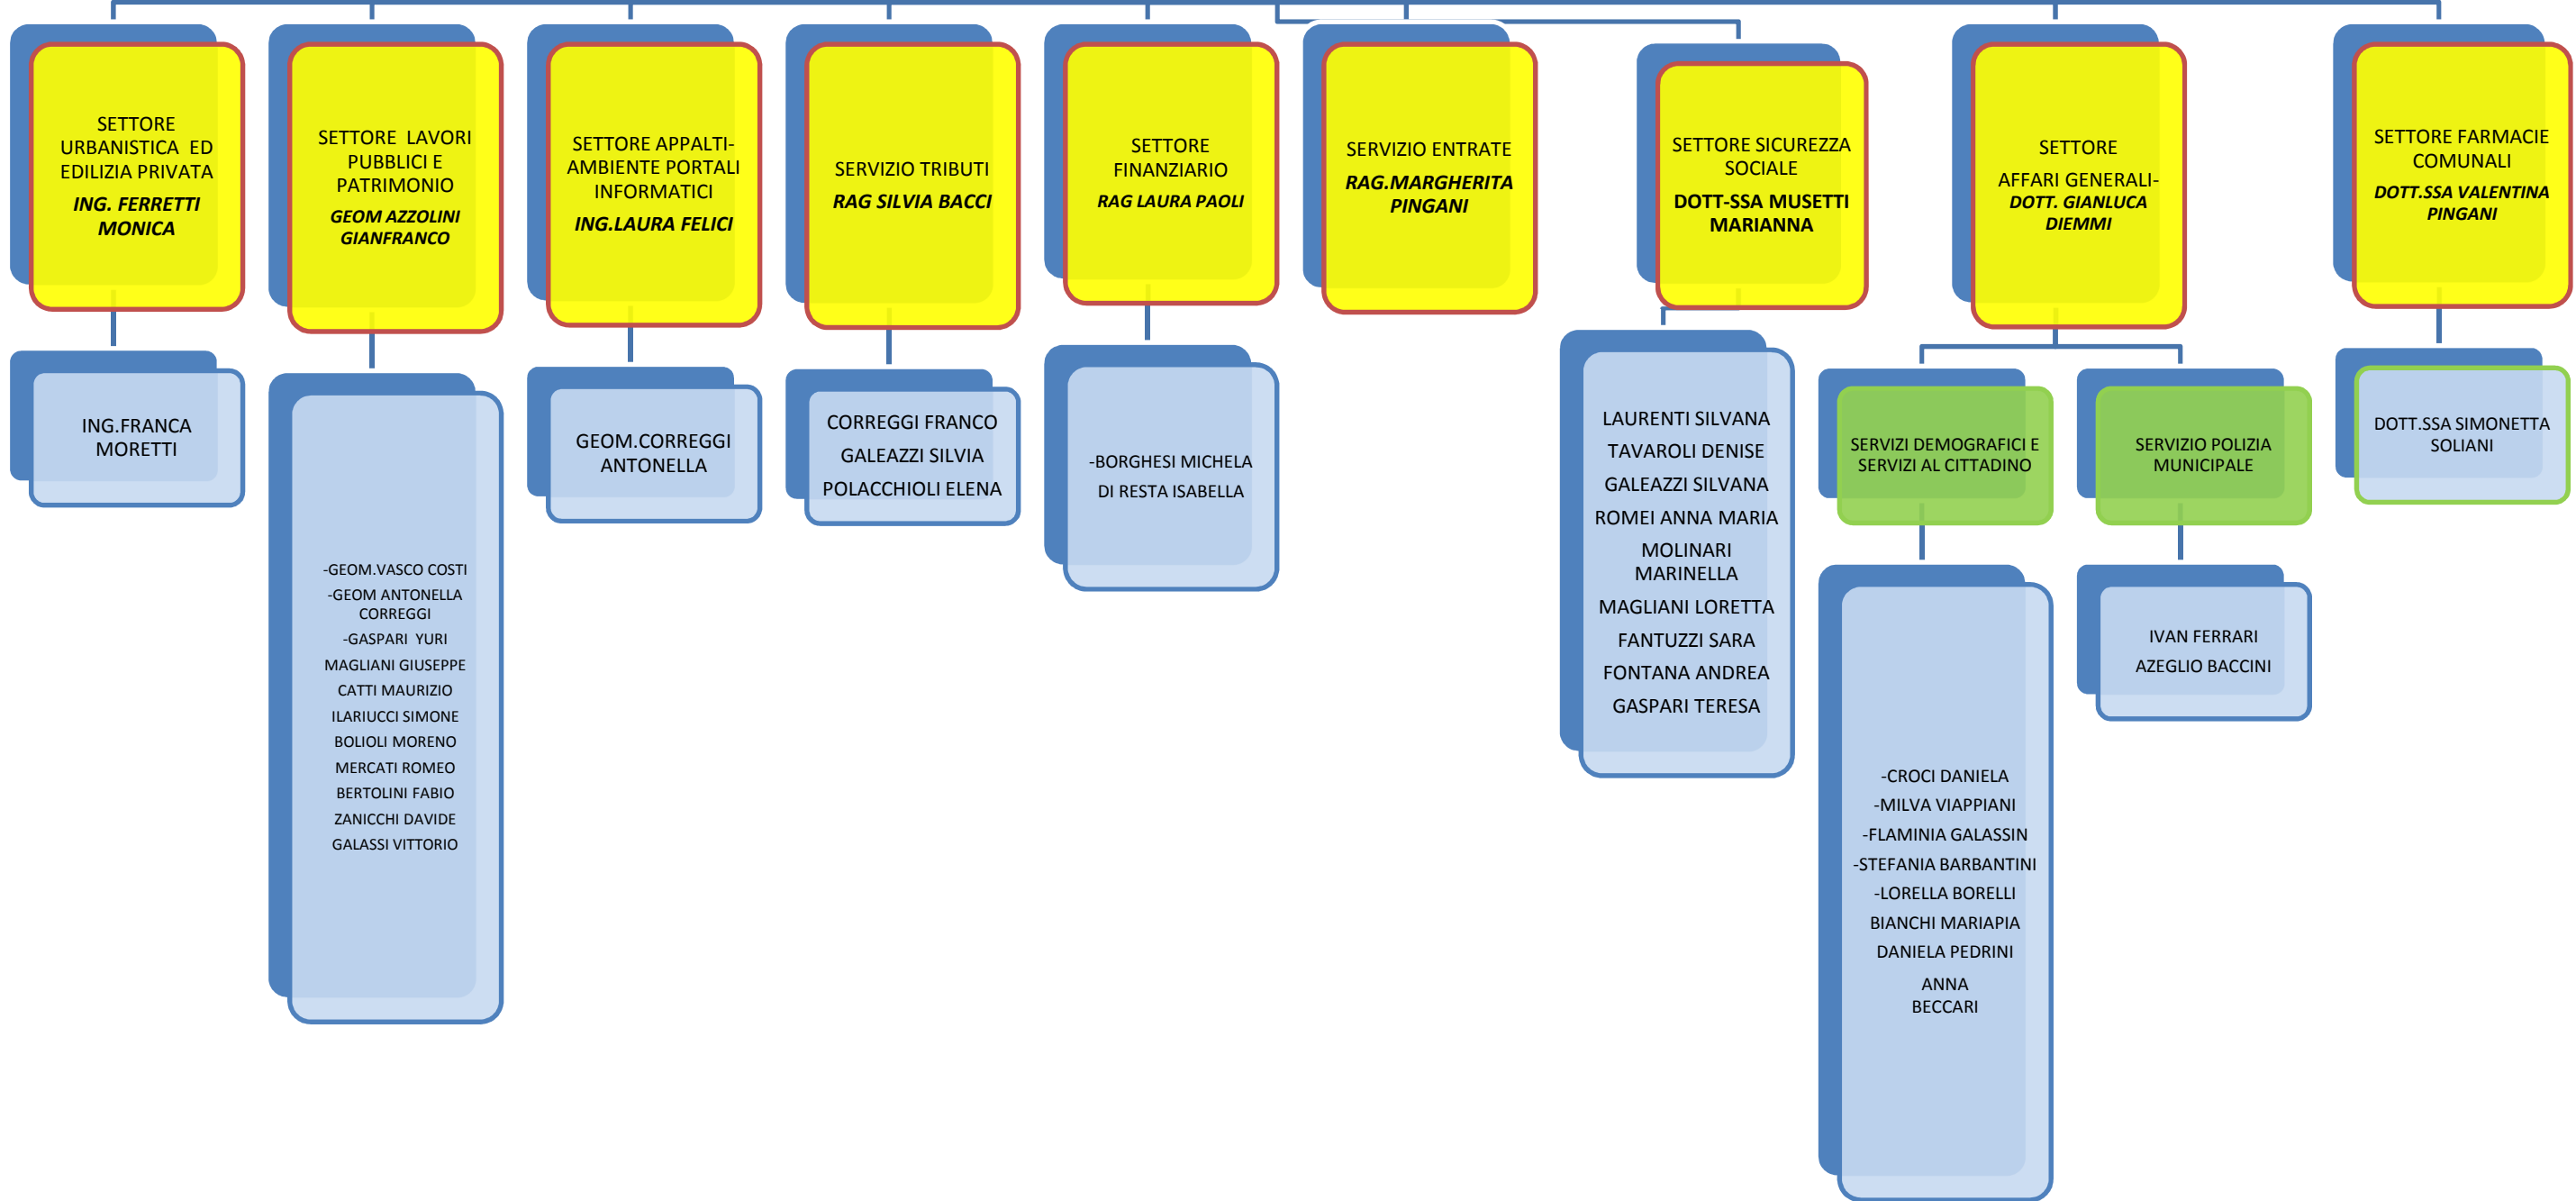 SETTORE
URBANISTICA ED
EDILIZIA PRIVATA
ING. FERRETTI
MONICA
SETTORE LAVORI
PUBBLICI E
PATRIMONIO
GEOM AZZOLINI
GIANFRANCO
SETTORE APPALTI-
AMBIENTE PORTALI
INFORMATICI
ING.LAURA FELICI
SERVIZIO TRIBUTI
RAG SILVIA BACCI
SETTORE
FINANZIARIO
RAG LAURA PAOLI
SERVIZIO ENTRATE
RAG.MARGHERITA
PINGANI
SETTORE SICUREZZA
SOCIALE
DOTT-SSA MUSETTI
MARIANNA
SETTORE
AFFARI GENERALI-
DOTT. GIANLUCA
DIEMMI
SETTORE FARMACIE
COMUNALI
DOTT.SSA VALENTINA
PINGANI
ING.FRANCA
MORETTI
-GEOM.VASCO COSTI
-GEOM ANTONELLA
CORREGGI
-GASPARI YURI
MAGLIANI GIUSEPPE
CATTI MAURIZIO
ILARIUCCI SIMONE
BOLIOLI MORENO
MERCATI ROMEO
BERTOLINI FABIO
ZANICCHI DAVIDE
GALASSI VITTORIO
GEOM.CORREGGI
ANTONELLA
CORREGGI FRANCO
GALEAZZI SILVIA
POLACCHIOLI ELENA
-BORGHESI MICHELA
DI RESTA ISABELLA
LAURENTI SILVANA
TAVAROLI DENISE
GALEAZZI SILVANA
ROMEI ANNA MARIA
MOLINARI
MARINELLA
MAGLIANI LORETTA
FANTUZZI SARA
FONTANA ANDREA
GASPARI TERESA
SERVIZI DEMOGRAFICI E
SERVIZI AL CITTADINO
-CROCI DANIELA
-MILVA VIAPPIANI
-FLAMINIA GALASSIN
-STEFANIA BARBANTINI
-LORELLA BORELLI
BIANCHI MARIAPIA
DANIELA PEDRINI
ANNA
BECCARI
SERVIZIO POLIZIA
MUNICIPALE
IVAN FERRARI
AZEGLIO BACCINI
DOTT.SSA SIMONETTA
SOLIANI